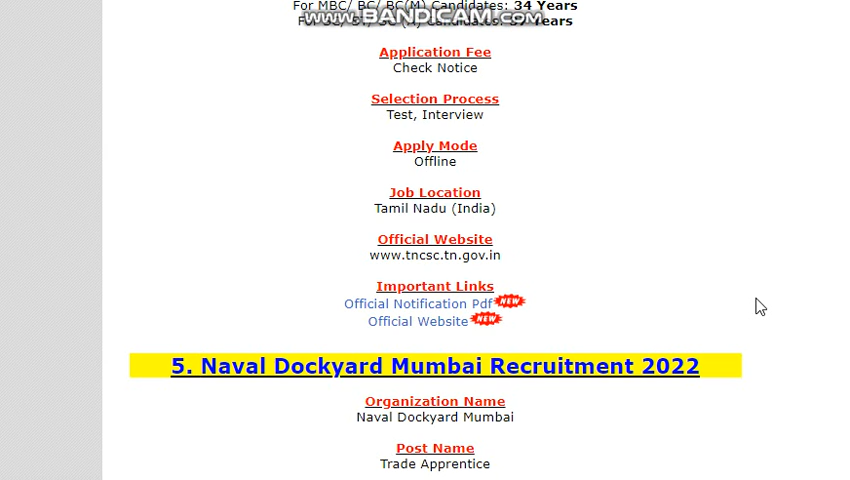 For MBC/ BC/ BC(M) Candidates: 34 Years
www.BANDICAM.com
Years
Application Fee
Check Notice
Selection Process
Test, Interview
Apply Mode
Offline
Job Location
Tamil Nadu (India)
Official Website
www.tncsc.tn.gov.in
Important Links
Official Notification Pdf NEW
Official Website NEW
5. Naval Dockyard Mumbai Recruitment 2022
Organization Name
Naval Dockyard Mumbai
Post Name
Trade Apprentice